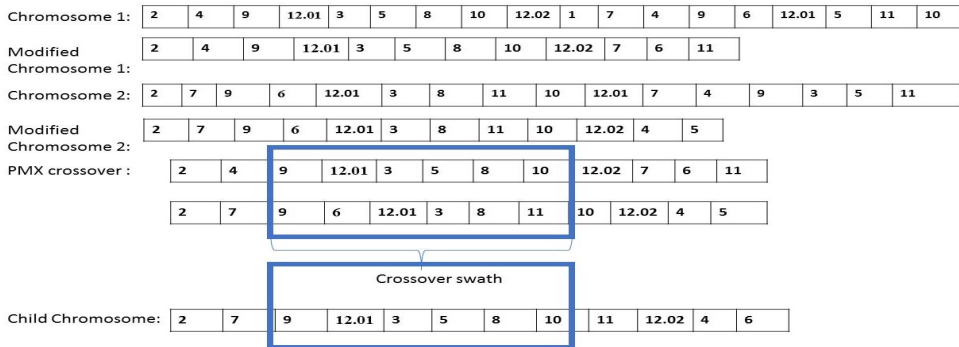 Chromosome 1: 2 4 9 12.01 3 5 8 10 12.02 1 7 4 9 6 12.01 5 11 10
Modified 2 4 9 12.01 3 5 8 10 12.02 7 6 11
Chromosome 1:
Chromosome 2: 2 7 9 6 12.01 3 8 11 10 12.01 7 4 9 3 5 11
Modified 2 7 9 6 12.01 3 8 11 10 12.02 4 5
Chromosome 2:
PMX crossover : 2 4 9 12.01 3 5 8 10 12.02 7 6 11
2 7 9 6 12.01 3 8 11 10 12.02 4 5
Crossover swath
Child Chromosome: 2 7 9 12.01 3 5 8 10 11 12.02 4 6